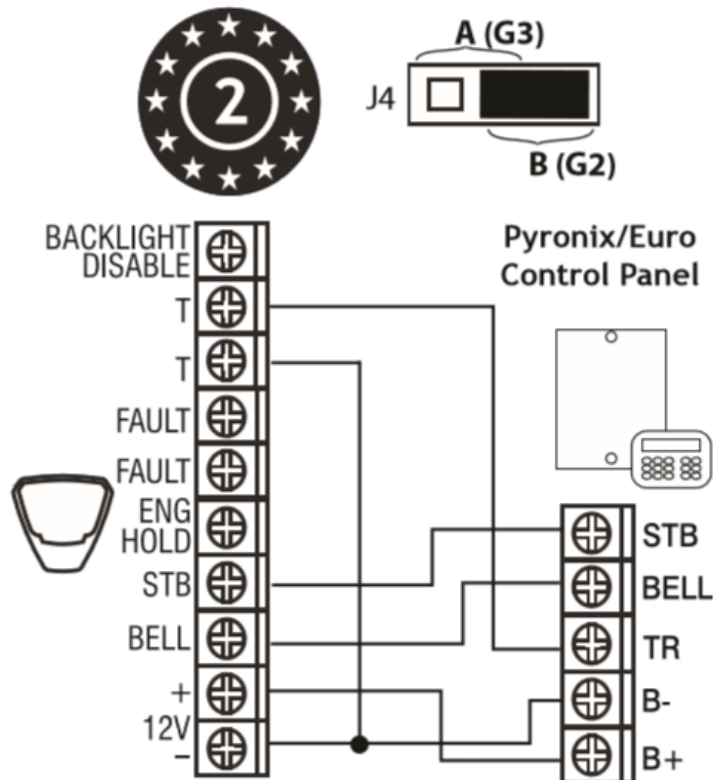 2
A (G3)
J4
B (G2)
BACKLIGHT
DISABLE
T
T
FAULT
FAULT
ENG
HOLD
STB
BELL
+
12V
−
Pyronix/Euro
Control Panel
STB
BELL
TR
B-
B+